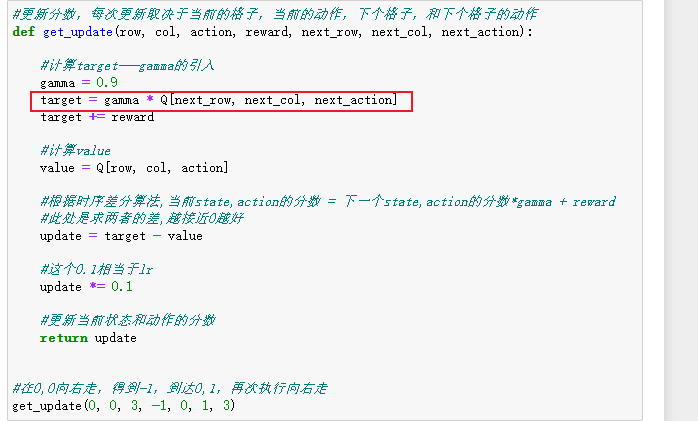 #更新分数，每次更新取决于当前的格子，当前的动作，下个格子，和下个格子的动作
def get_update(row, col, action, reward, next_row, next_col, next_action):
#计算target——gamma的引入
gamma = 0.9
target = gamma * Q[next_row, next_col, next_action]
target += reward
#计算value
value = Q[row, col, action]
#根据时序差分算法,当前state,action的分数 = 下一个state,action的分数*gamma + reward
#此处是求两者的差,越接近0越好
update = target - value
#这个0.1相当于lr
update *= 0.1
#更新当前状态和动作的分数
return update
#在0,0向右走，得到-1，到达0,1，再次执行向右走
get_update(0, 0, 3, -1, 0, 1, 3)